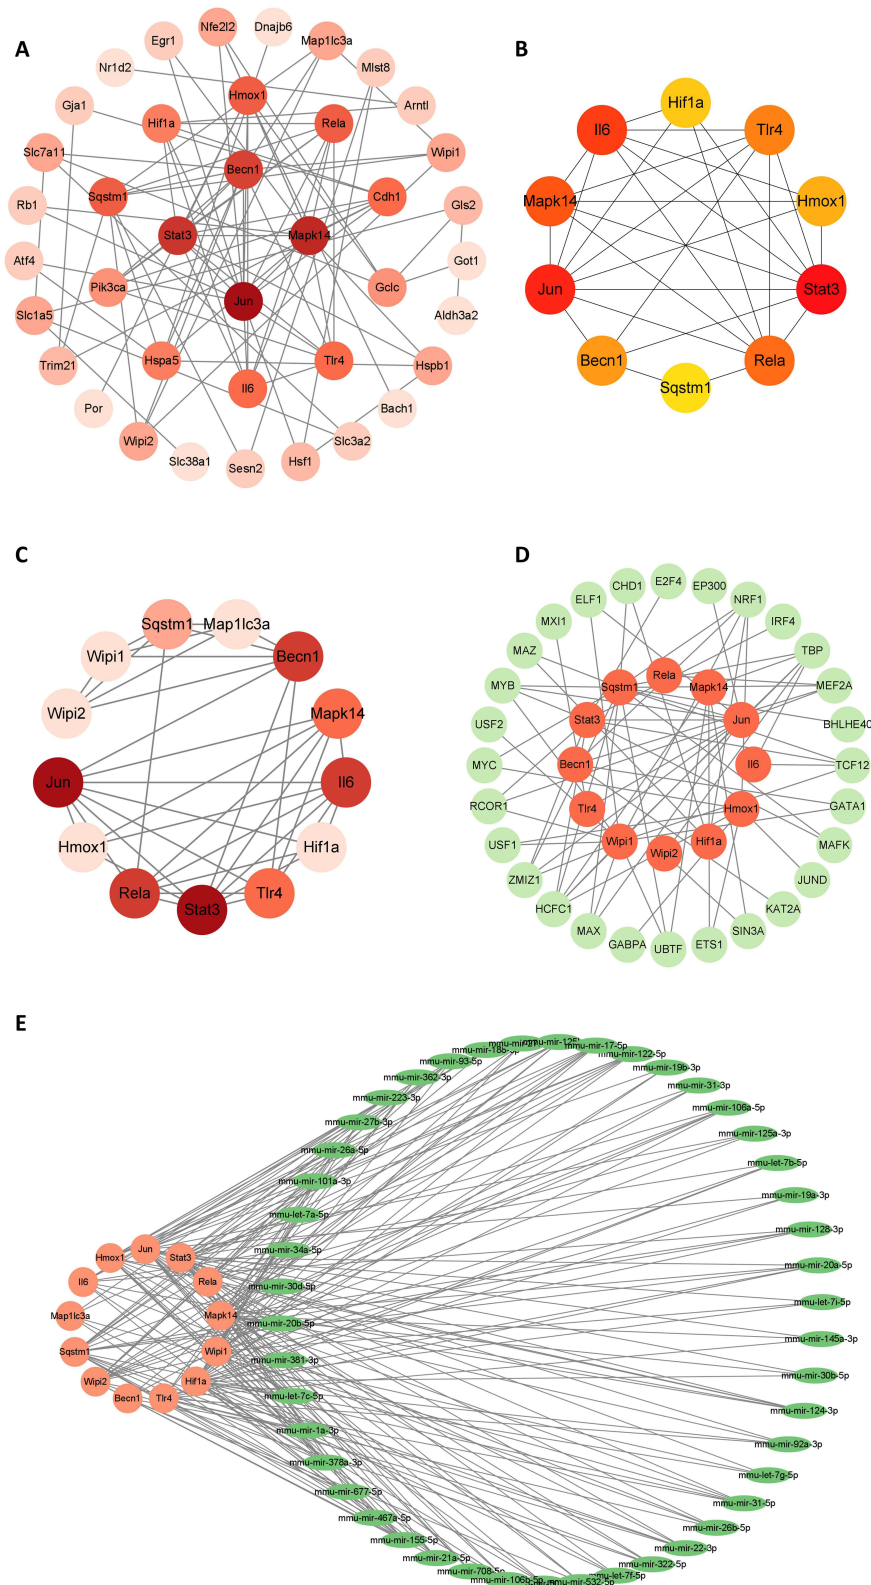 A
Nfe2l2
Dnajb6
Egr1
Map1lc3a
Nr1d2
Mlst8
Hmox1
Gja1
Arntl
Hif1a
Rela
Slc7a11
Wipi1
Becn1
Sqstm1
Cdh1
Rb1
Gls2
Stat3
Mapk14
Atf4
Got1
Pik3ca
Gclc
Jun
Slc1a5
Aldh3a2
Trim21
Hspa5
Tlr4
Hspb1
Il6
Por
Bach1
Wipi2
Slc3a2
Slc38a1
Sesn2
Hsf1
B
Hif1a
Il6
Tlr4
Mapk14
Hmox1
Jun
Stat3
Becn1
Rela
Sqstm1
C
Sqstm1
Map1lc3a
Wipi1
Becn1
Wipi2
Mapk14
Jun
Il6
Hmox1
Hif1a
Rela
Tlr4
Stat3
D
E2F4
CHD1
EP300
ELF1
NRF1
MXI1
IRF4
MAZ
TBP
Rela
Sqstm1
Mapk14
MYB
MEF2A
Stat3
Jun
USF2
BHLHE40
Becn1
Il6
MYC
TCF12
Tlr4
Hmox1
RCOR1
GATA1
Wipi1
Hif1a
USF1
MAFK
Wipi2
ZMIZ1
JUND
HCFC1
KAT2A
MAX
SIN3A
GABPA
UBTF
ETS1
E
mmu-mir-17-5p
mmu-mir-122-5p
mmu-mir-93-5p
mmu-mir-19b-3p
mmu-mir-362-3p
mmu-mir-31-3p
mmu-mir-223-3p
mmu-mir-106a-5p
mmu-mir-27b-3p
mmu-mir-125a-3p
mmu-mir-26a-5p
mmu-let-7b-5p
mmu-mir-101a-3p
mmu-mir-19a-3p
mmu-let-7a-5p
mmu-mir-128-3p
mmu-mir-34a-5p
mmu-mir-20a-5p
mmu-mir-30d-5p
mmu-let-7i-5p
mmu-mir-20b-5p
mmu-mir-145a-3p
mmu-mir-381-3p
mmu-mir-30b-5p
mmu-let-7c-5p
mmu-mir-124-3p
mmu-mir-1a-3p
mmu-mir-92a-3p
mmu-mir-378a-3p
mmu-let-7g-5p
mmu-mir-677-5p
mmu-mir-31-5p
mmu-mir-467a-5p
mmu-mir-26b-5p
mmu-mir-155-5p
mmu-mir-22-3p
mmu-mir-21a-5p
mmu-mir-322-5p
mmu-mir-708-5p
mmu-let-7f-5p
mmu-mir-106b-5p
mmu-mir-532-5p
Jun
Hmox1
Stat3
Il6
Rela
Map1lc3a
Mapk14
Sqstm1
Wipi1
Wipi2
Hif1a
Becn1
Tlr4